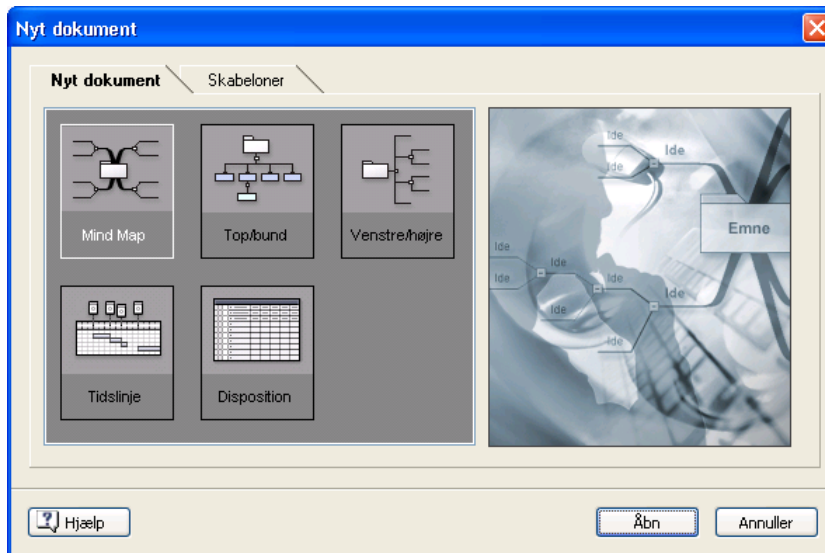 Nyt dokument
Nyt dokument Skabeloner
Mind Map Top/bund Venstre/højre
Tidslinje Disposition
Ide
Ide
Ide
Emne
Ide
Ide
Ide
Ide
Ide
Ide
Ide
Hjælp Åbn Annuller